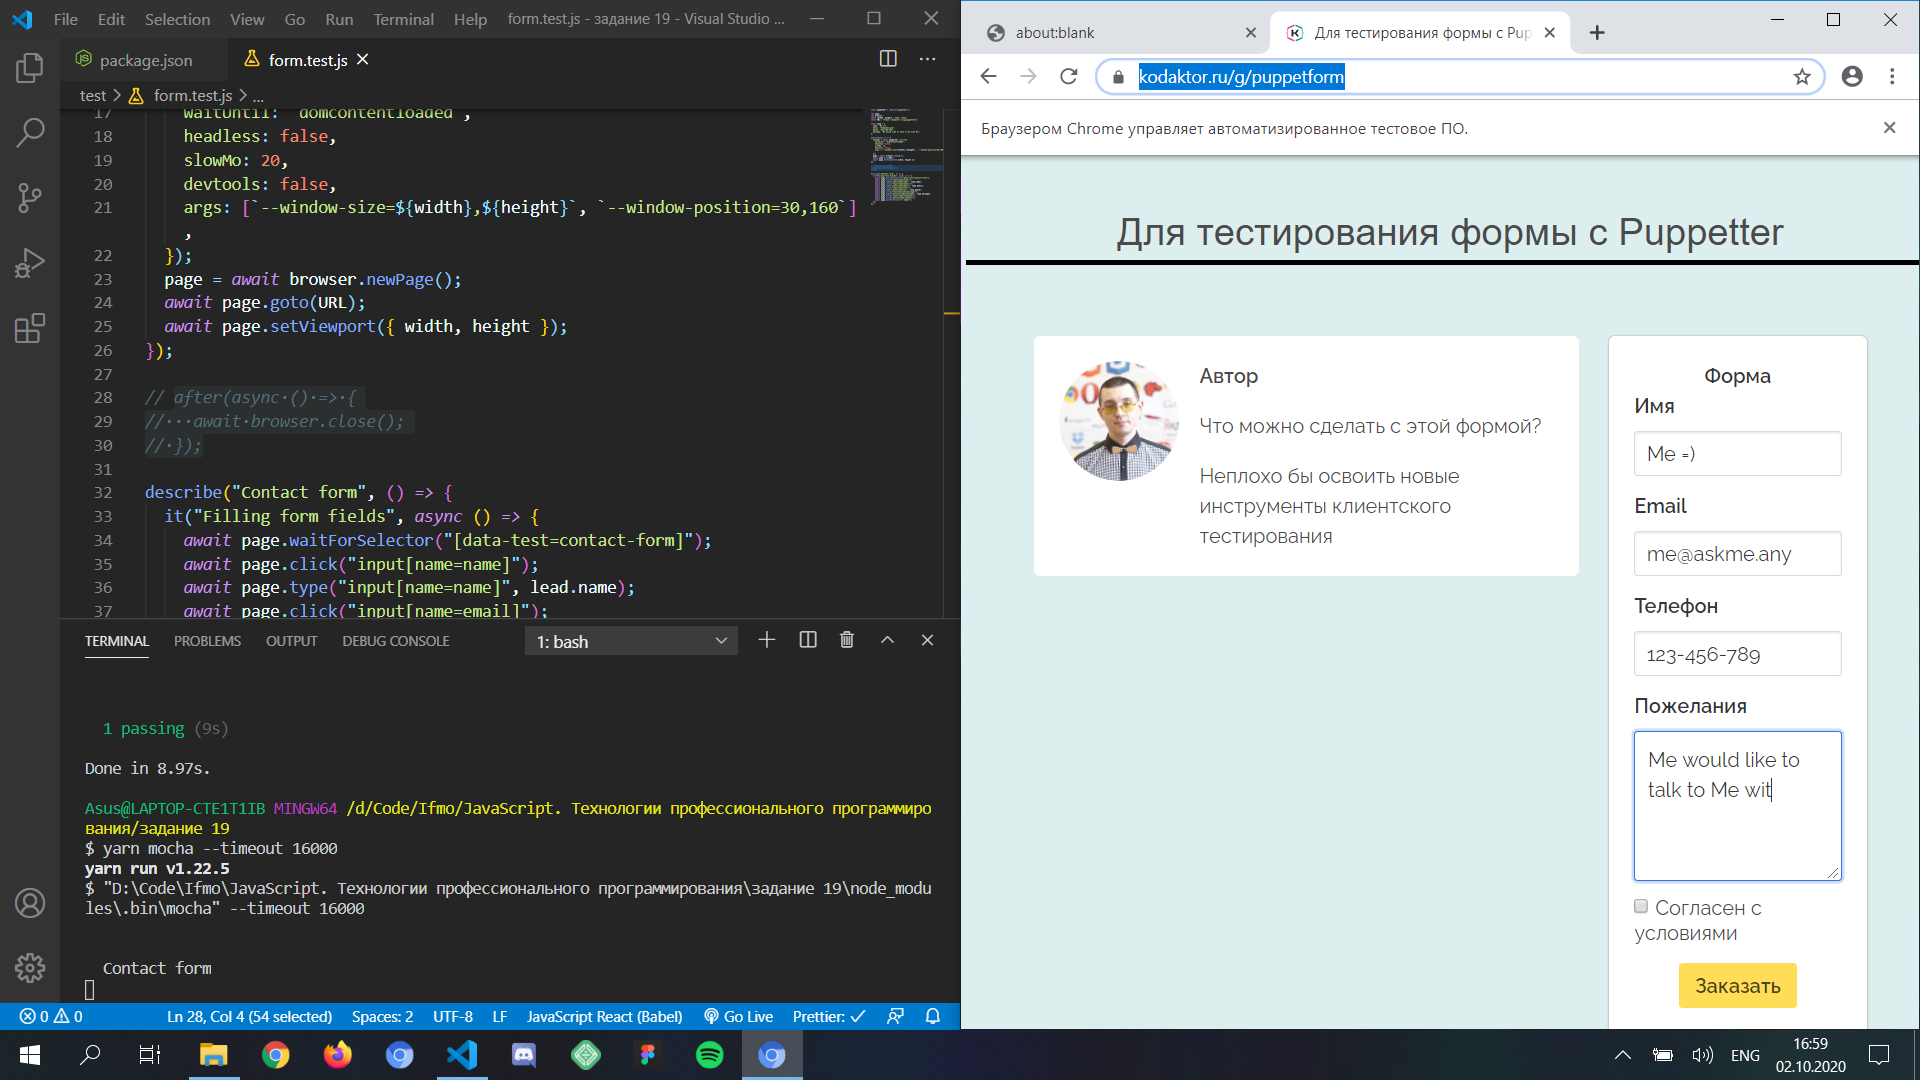 File Edit Selection View Go Run Terminal Help form.test.js - задание 19 - Visual Studio ...
package.json
form.test.js
test > form.test.js > ...
17 waitUntil: "domcontentloaded",
18 headless: false,
19 slowMo: 20,
20 devtools: false,
21 args: [`--window-size=${width},${height}`, `--window-position=30,160`]
,
22 });
23 page = await browser.newPage();
24 await page.goto(URL);
25 await page.setViewport({ width, height });
26 });
27
28 // after(async·()·=>·{
29 //···await·browser.close();
30 //·});
31
32 describe("Contact form", () => {
33 it("Filling form fields", async () => {
34 await page.waitForSelector("[data-test=contact-form]");
35 await page.click("input[name=name]");
36 await page.type("input[name=name]", lead.name);
37 await page.click("input[name=email]");
TERMINAL PROBLEMS OUTPUT DEBUG CONSOLE 1: bash
1 passing (9s)
Done in 8.97s.
Asus@LAPTOP-CTE1T1IB MINGW64 /d/Code/Ifmo/JavaScript. Технологии профессионального программиро
вания/задание 19
$ yarn mocha --timeout 16000
yarn run v1.22.5
$ "D:\Code\Ifmo\JavaScript. Технологии профессионального программирования\задание 19\node_modu
les\.bin\mocha" --timeout 16000
Contact form
0 0 Ln 28, Col 4 (54 selected) Spaces: 2 UTF-8 LF JavaScript React (Babel) Go Live Prettier: ✓
about:blank
Для тестирования формы с Pup
kodaktor.ru/g/puppetform
Браузером Chrome управляет автоматизированное тестовое ПО.
Для тестирования формы с Puppetter
Автор
Что можно сделать с этой формой?
Неплохо бы освоить новые
инструменты клиентского
тестирования
Форма
Имя
Me =)
Email
me@askme.any
Телефон
123-456-789
Пожелания
Me would like to
talk to Me wit
Согласен с
условиями
Заказать
ENG
16:59
02.10.2020